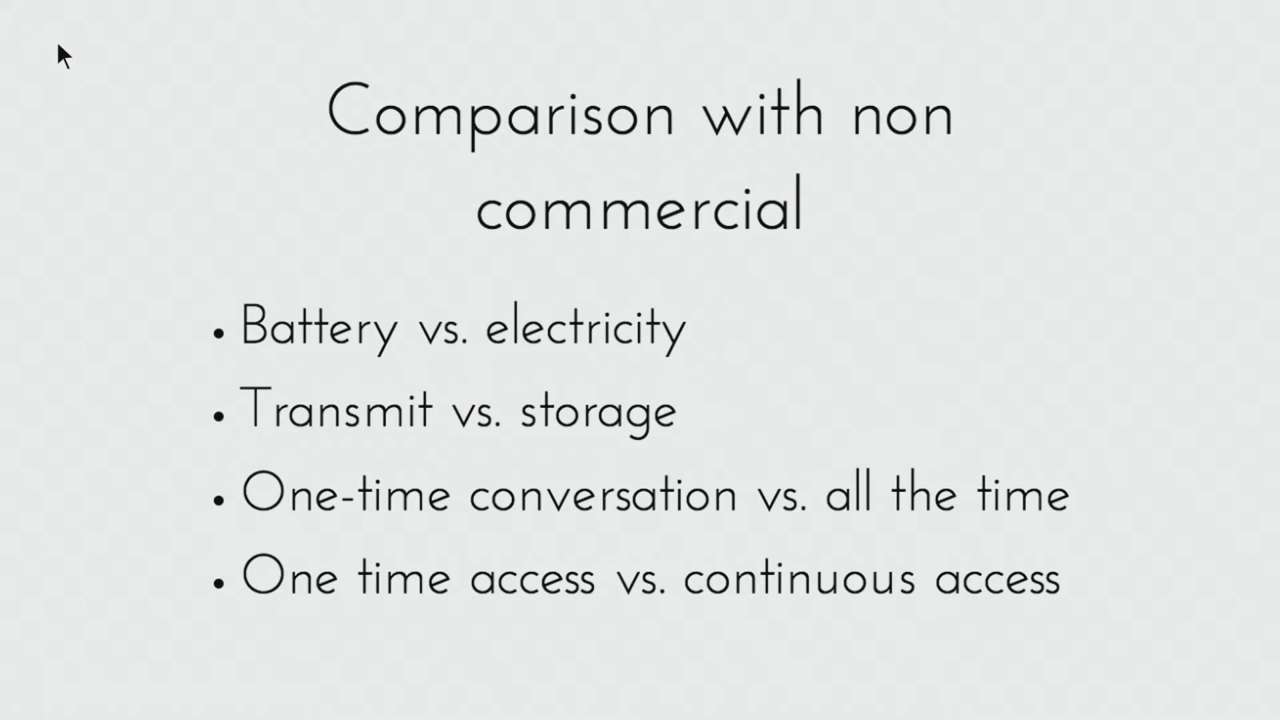 Comparison with non
commercial
• Battery vs. electricity
• Transmit vs. storage
• One-time conversation vs. all the time
• One time access vs. continuous access